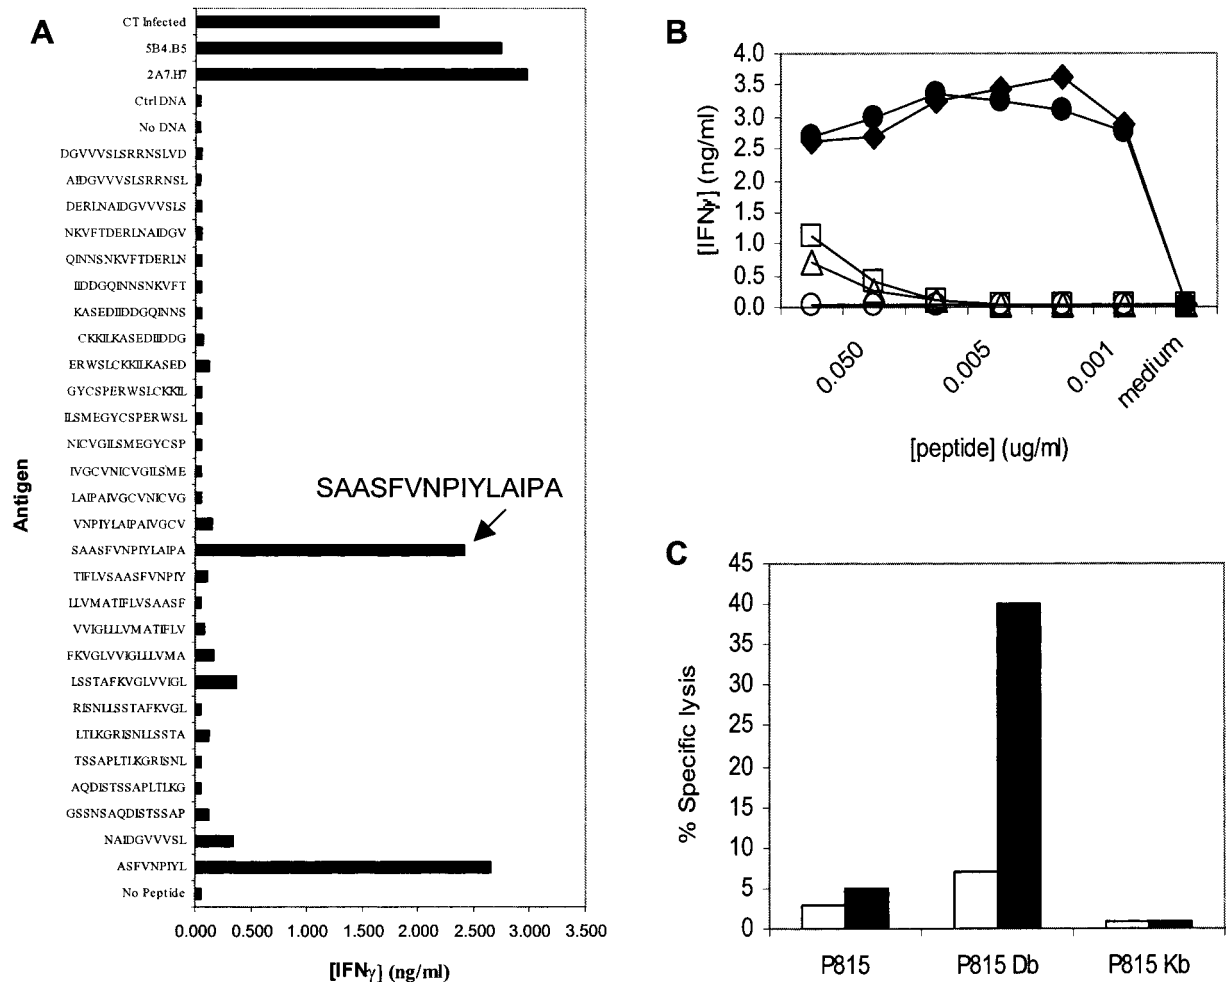 A
Antigen
CT Infected
5B4.B5
2A7.H7
Ctrl DNA
No DNA
DGVVVSLSRRNSLVD
AIDGVVVSLSRRNSL
DERLNAIDGVVVSLS
NKVFTDERLNAIDGV
QINNSNKVFTDERLN
IIDDGQINNSNKVFT
KASEDIIDDGQINNS
CKKILKASEDIIDDG
ERWSLCKKILKASED
GYCSPERWSLCKKIL
ILSMEGYCSPERWSL
NICVGILSMEGYCSP
IVGCVNICVGILSME
LAIPAIVGCVNICVG
VNPIYLAIPAIVGCV
SAASFVNPIYLAIPA
TIFLVSAASFVNPIY
LLVMATIFLVSAASF
VVIGLLLVMATIFLV
FKVGLVVIGLLLVMA
LSSTAFKVGLVVIGL
RISNLLSSTAFKVGL
LTLKGRISNLLSSTA
TSSAPLTLKGRISNL
AQDISTSSAPLTLKG
GSSNSAQDISTSSAP
NAIDGVVVSL
ASFVNPIYL
No Peptide
SAASFVNPIYLAIPA
0.000 0.500 1.000 1.500 2.000 2.500 3.000 3.500
[IFNγ] (ng/ml)
B
[IFNγ] (ng/ml)
4.0
3.5
3.0
2.5
2.0
1.5
1.0
0.5
0.0
0.050 0.005 0.001 medium
[peptide] (ug/ml)
C
% Specific lysis
45
40
35
30
25
20
15
10
5
0
P815 P815 Db P815 Kb